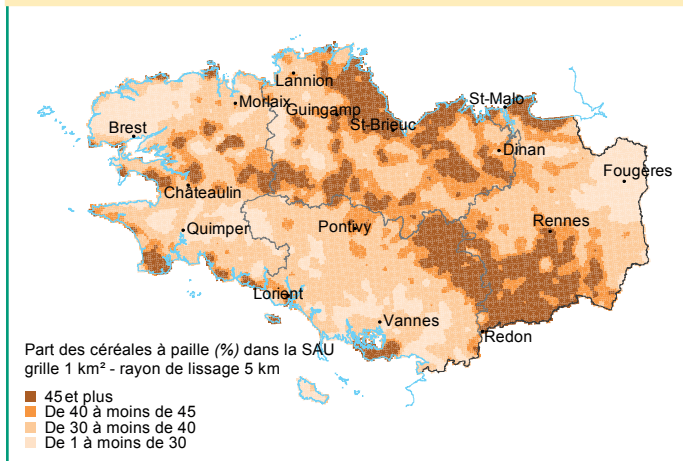 Lannion
Morlaix
Guingamp
St-Malo
St-Brieuc
Brest
Dinan
Fougères
Châteaulin
Rennes
Quimper
Pontivy
Lorient
Vannes
Redon
Part des céréales à paille (%) dans la SAU
grille 1 km² - rayon de lissage 5 km
45 et plus
De 40 à moins de 45
De 30 à moins de 40
De 1 à moins de 30